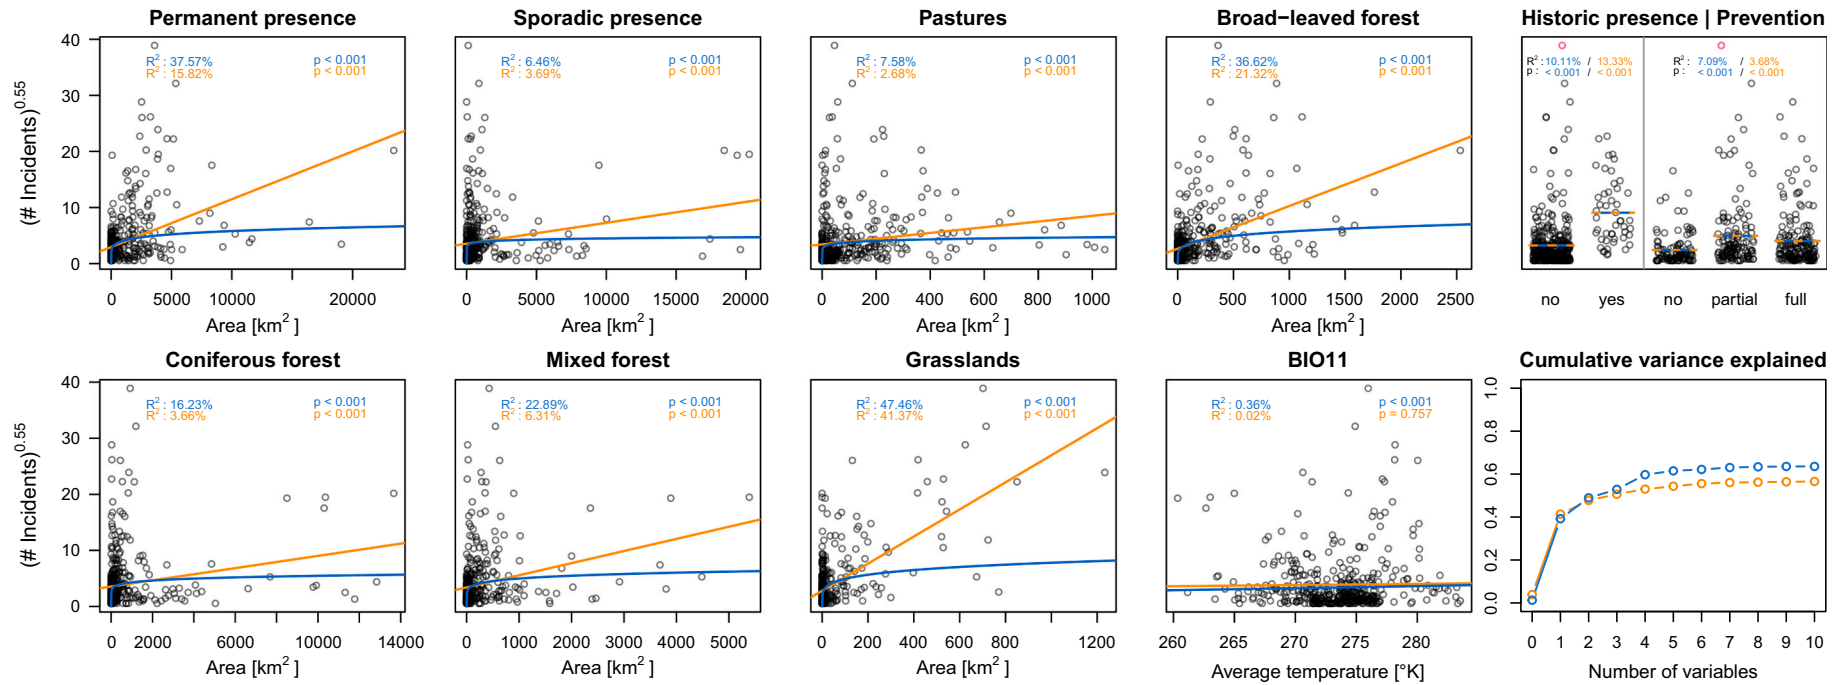 Permanent presence
Sporadic presence
Pastures
Broad−leaved forest
Historic presence | Prevention
(# Incidents)^0.55
40
30
20
10
0
R² : 37.57% p < 0.001
R² : 15.82% p < 0.001
0 5000 10000 20000
Area [km²]
R² : 6.46% p < 0.001
R² : 3.69% p < 0.001
0 5000 10000 15000 20000
Area [km²]
R² : 7.58% p < 0.001
R² : 2.68% p < 0.001
0 200 400 600 800 1000
Area [km²]
R² : 36.62% p < 0.001
R² : 21.32% p < 0.001
0 500 1000 1500 2000 2500
Area [km²]
R² : 10.11% / 13.33% R² : 7.09% / 3.68%
p : < 0.001 / < 0.001 p : < 0.001 / < 0.001
no yes no partial full
Coniferous forest
Mixed forest
Grasslands
BIO11
Cumulative variance explained
(# Incidents)^0.55
40
30
20
10
0
R² : 16.23% p < 0.001
R² : 3.66% p < 0.001
0 2000 6000 10000 14000
Area [km²]
R² : 22.89% p < 0.001
R² : 6.31% p < 0.001
0 1000 2000 3000 4000 5000
Area [km²]
R² : 47.46% p < 0.001
R² : 41.37% p < 0.001
0 200 400 600 800 1200
Area [km²]
R² : 0.36% p < 0.001
R² : 0.02% p = 0.757
260 265 270 275 280
Average temperature [°K]
1.0
0.8
0.6
0.4
0.2
0.0
0 1 2 3 4 5 6 7 8 9 10
Number of variables